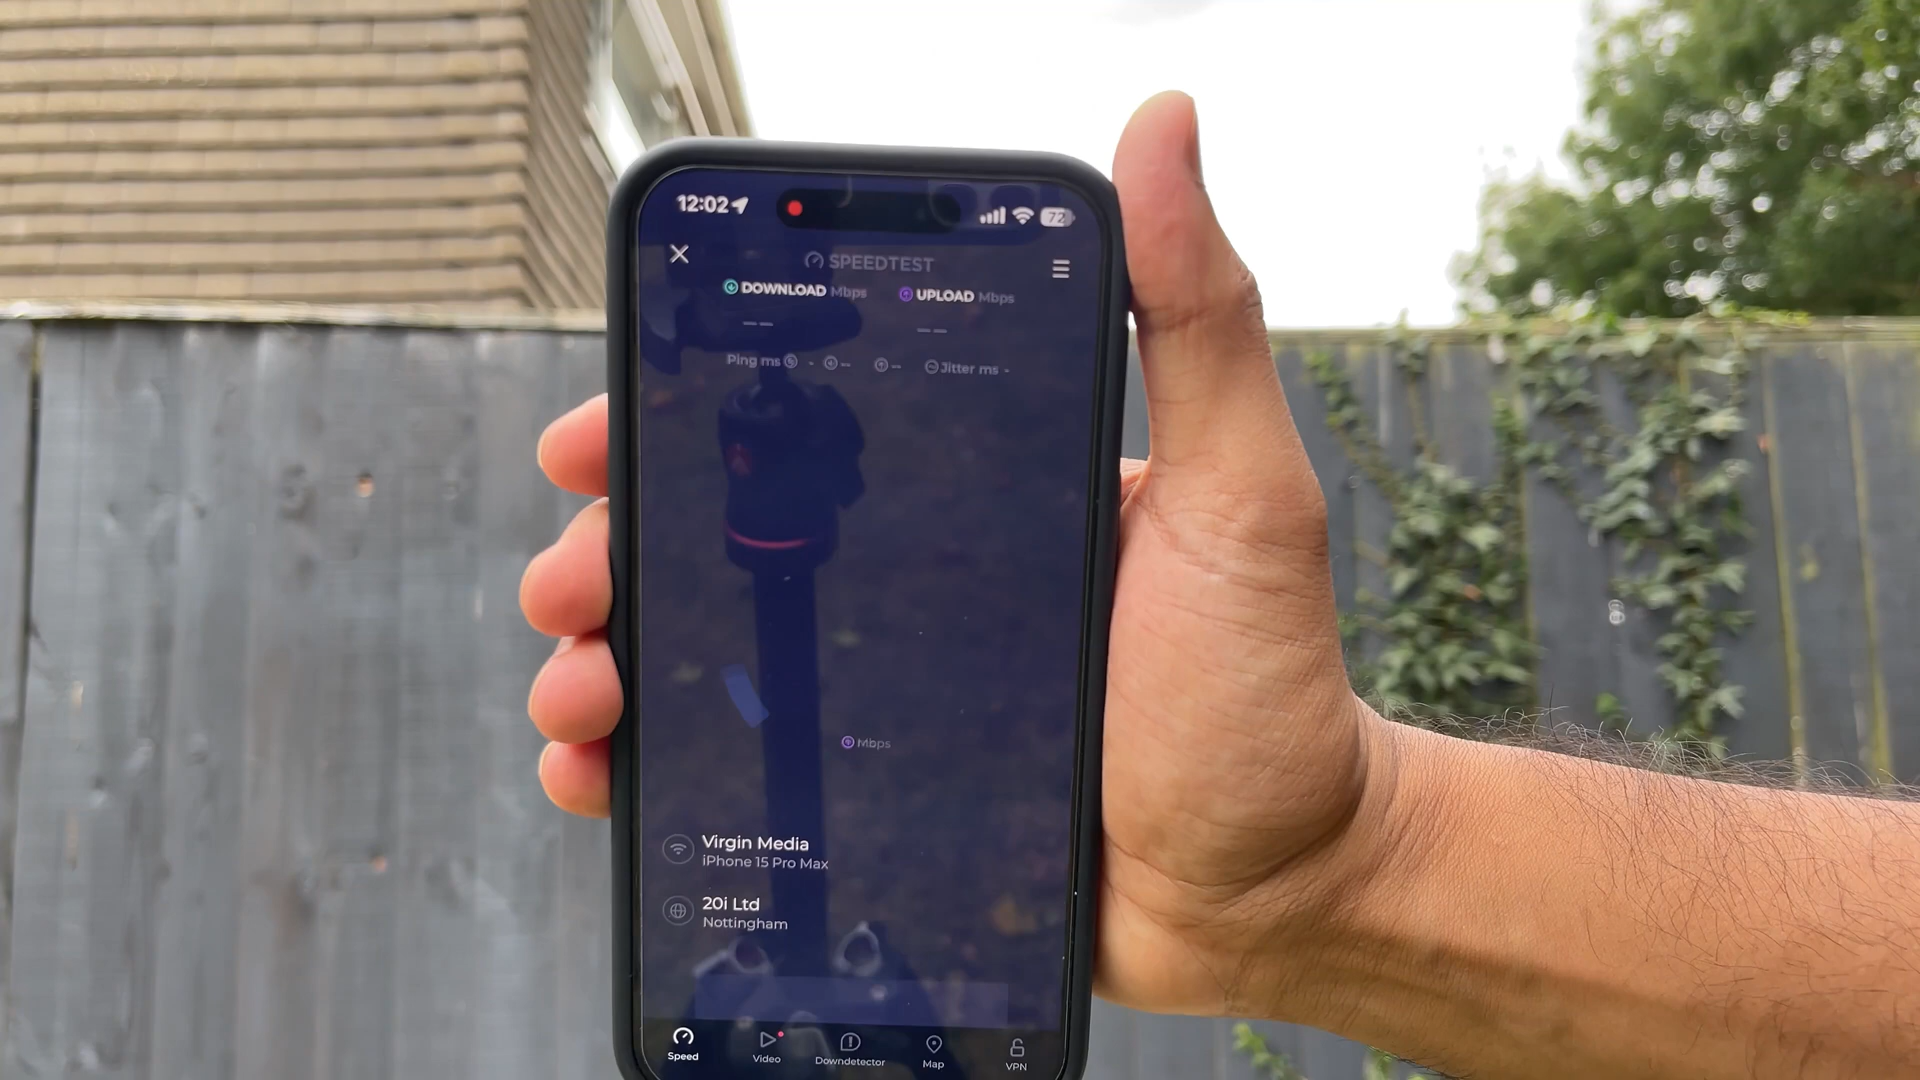 12:02
72
SPEEDTEST
DOWNLOAD Mbps
UPLOAD Mbps
Ping ms - -- -- Jitter ms -
Mbps
Virgin Media
iPhone 15 Pro Max
20i Ltd
Nottingham
Speed
Video
Downdetector
Map
VPN